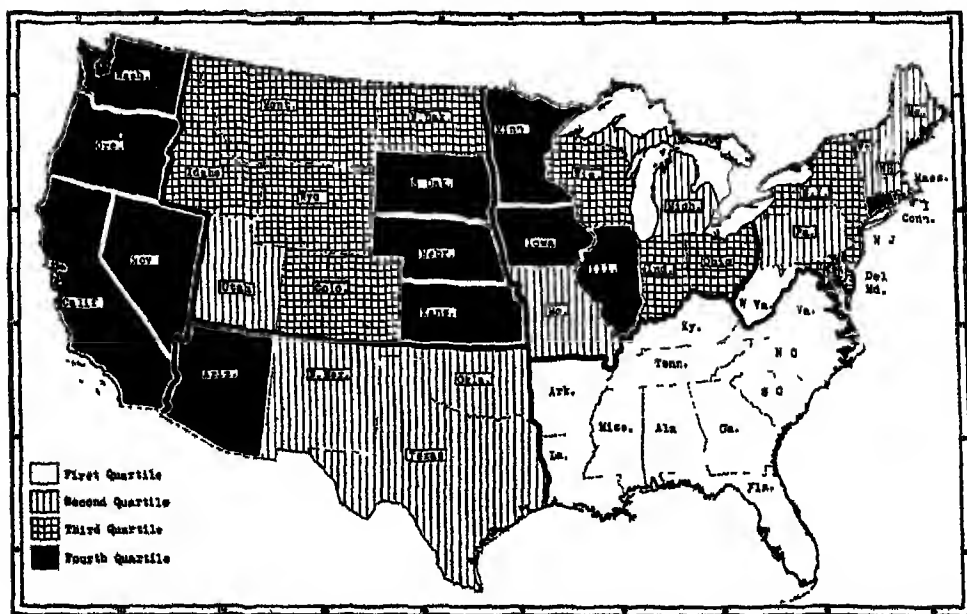 Wash.
Ore.
Calif.
Nev.
Idaho
Mont.
Wyo
Utah
Colo.
Ariz.
N. Mex.
N. Dak.
S. Dak.
Nebr.
Kans.
Okla.
Texas
Minn
Iowa
Mo.
Ark.
La.
Wis.
Ill.
Mich.
Ind.
Ohio
Ky.
Tenn.
Miss.
Ala
Ga.
Fla.
S C
N C
Va.
W Va.
Pa.
N.Y.
Me.
Mass.
Conn.
N J
Del
Md.
First Quartile
Second Quartile
Third Quartile
Fourth Quartile